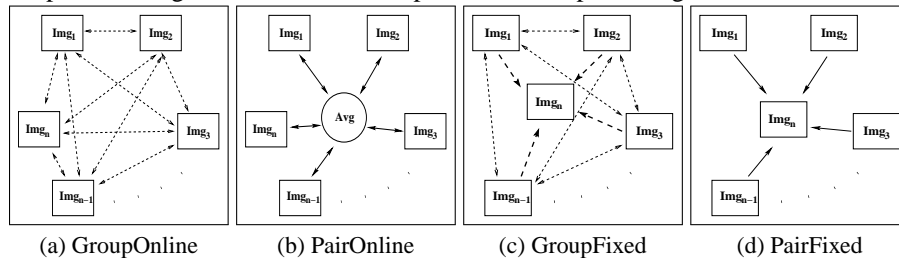 Img1 Img2
Imgn Img3
Imgn−1
(a) GroupOnline
Img1 Img2
Imgn Avg Img3
Imgn−1
(b) PairOnline
Img1 Img2
Imgn
Img3
Imgn−1
(c) GroupFixed
Img1 Img2
Imgn Img3
Imgn−1
(d) PairFixed